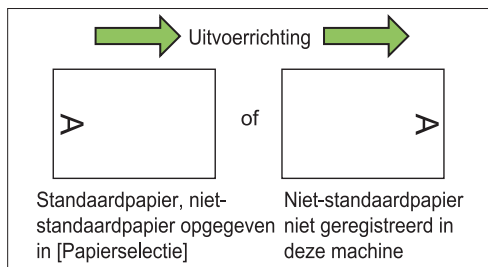 Uitvoerrichting
A
of
A
Standaardpapier, niet-
standaardpapier opgegeven
in [Papierselectie]
Niet-standaardpapier
niet geregistreerd in
deze machine